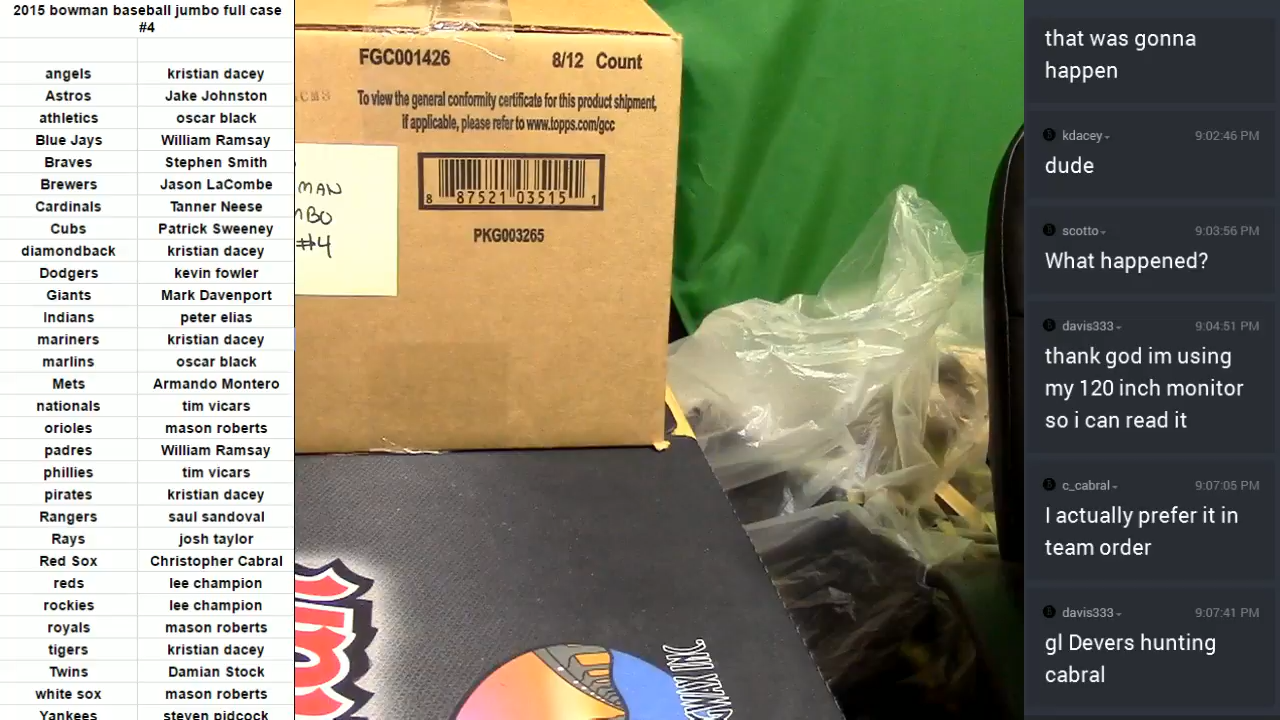 2015 bowman baseball jumbo full case
#4
angels kristian dacey
Astros Jake Johnston
athletics oscar black
Blue Jays William Ramsay
Braves Stephen Smith
Brewers Jason LaCombe
Cardinals Tanner Neese
Cubs Patrick Sweeney
diamondback kristian dacey
Dodgers kevin fowler
Giants Mark Davenport
Indians peter elias
mariners kristian dacey
marlins oscar black
Mets Armando Montero
nationals tim vicars
orioles mason roberts
padres William Ramsay
phillies tim vicars
pirates kristian dacey
Rangers saul sandoval
Rays josh taylor
Red Sox Christopher Cabral
reds lee champion
rockies lee champion
royals mason roberts
tigers kristian dacey
Twins Damian Stock
white sox mason roberts
Yankees steven pidcock
FGC001426 8/12 Count
To view the general conformity certificate for this product shipment,
if applicable, please refer to www.topps.com/gcc
8 87521 03515 1
PKG003265
MAN
MBO
#4
GWAX INC
that was gonna
happen
kdacey 9:02:46 PM
dude
scotto 9:03:56 PM
What happened?
davis333 9:04:51 PM
thank god im using
my 120 inch monitor
so i can read it
c_cabral 9:07:05 PM
I actually prefer it in
team order
davis333 9:07:41 PM
gl Devers hunting
cabral